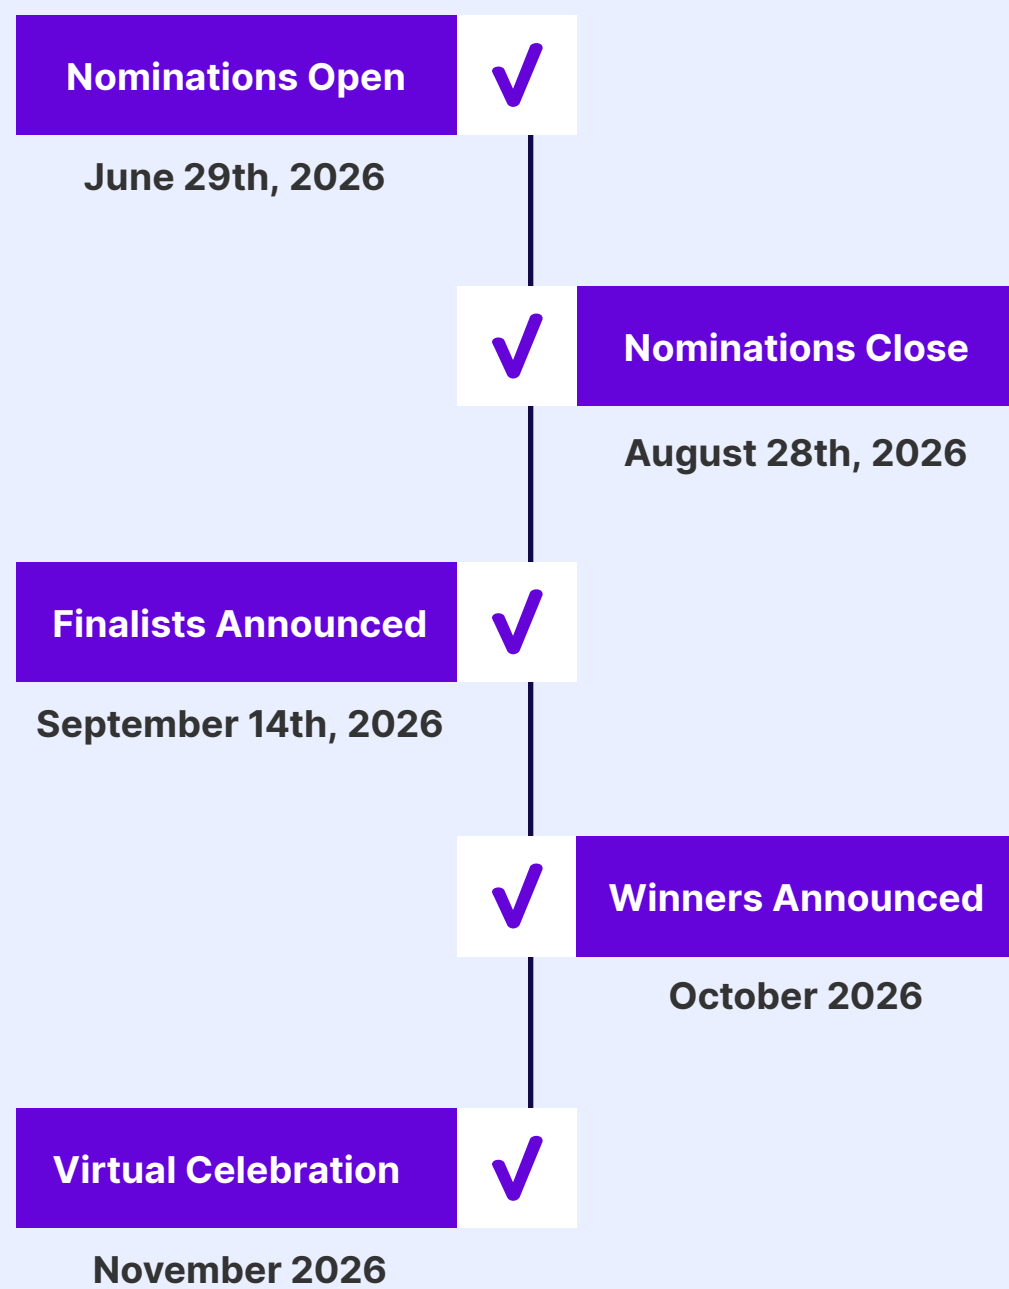 Nominations Open
June 29th, 2026
Nominations Close
August 28th, 2026
Finalists Announced
September 14th, 2026
Winners Announced
October 2026
Virtual Celebration
November 2026